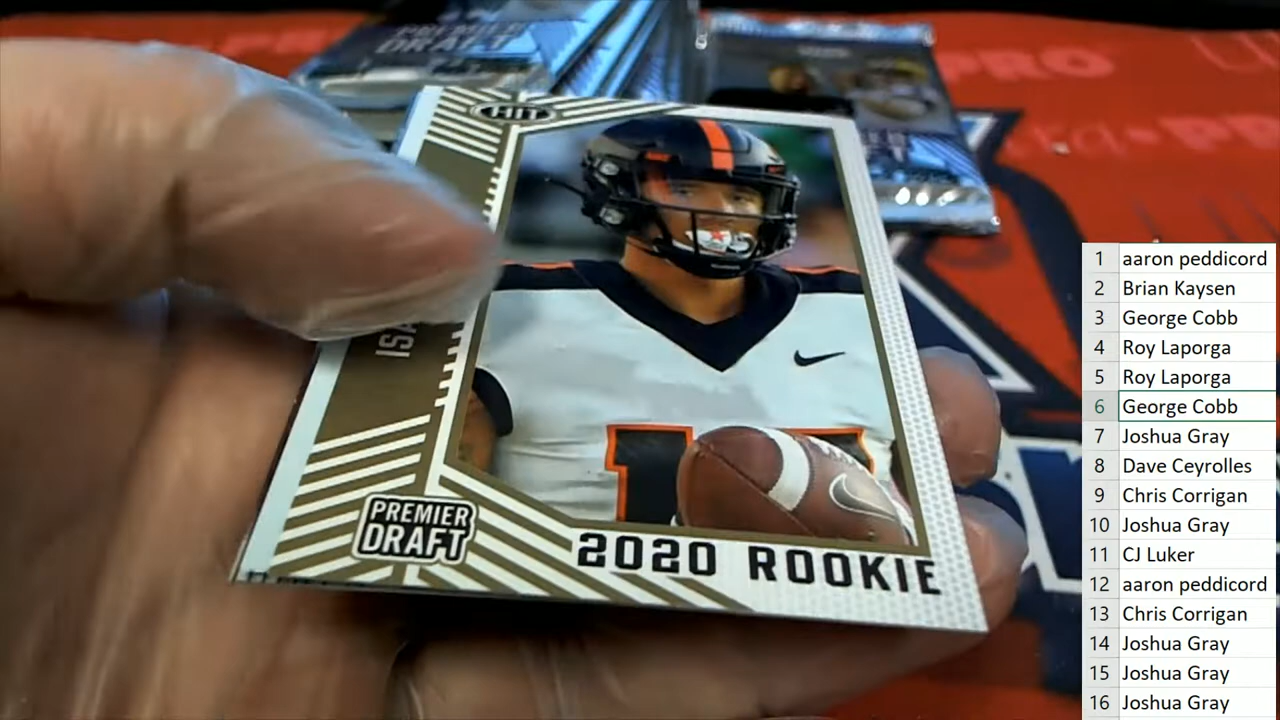 PREMIER
DRAFT
PRO
PRO
HIT
ISA
PREMIER
DRAFT
2020 ROOKIE
1 aaron peddicord
2 Brian Kaysen
3 George Cobb
4 Roy Laporga
5 Roy Laporga
6 George Cobb
7 Joshua Gray
8 Dave Ceyrolles
9 Chris Corrigan
10 Joshua Gray
11 CJ Luker
12 aaron peddicord
13 Chris Corrigan
14 Joshua Gray
15 Joshua Gray
16 Joshua Gray